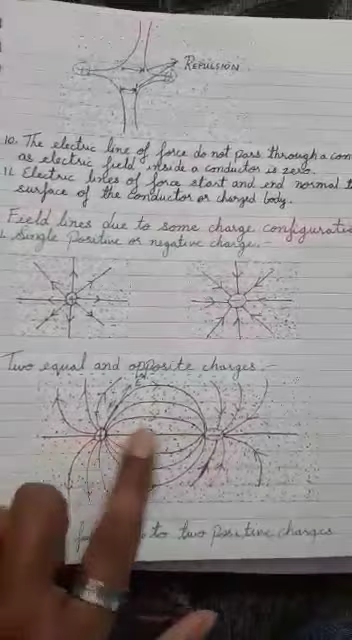 REPULSION
10. The electric line of force do not pass through a con
as electric field inside a conductor is zero.
11. Electric lines of force start and end normal t
surface of the conductor or charged body.
Field lines due to some charge configuratio
1. Single positive or negative charge:-
Two equal and opposite charges:-
to two positive charges